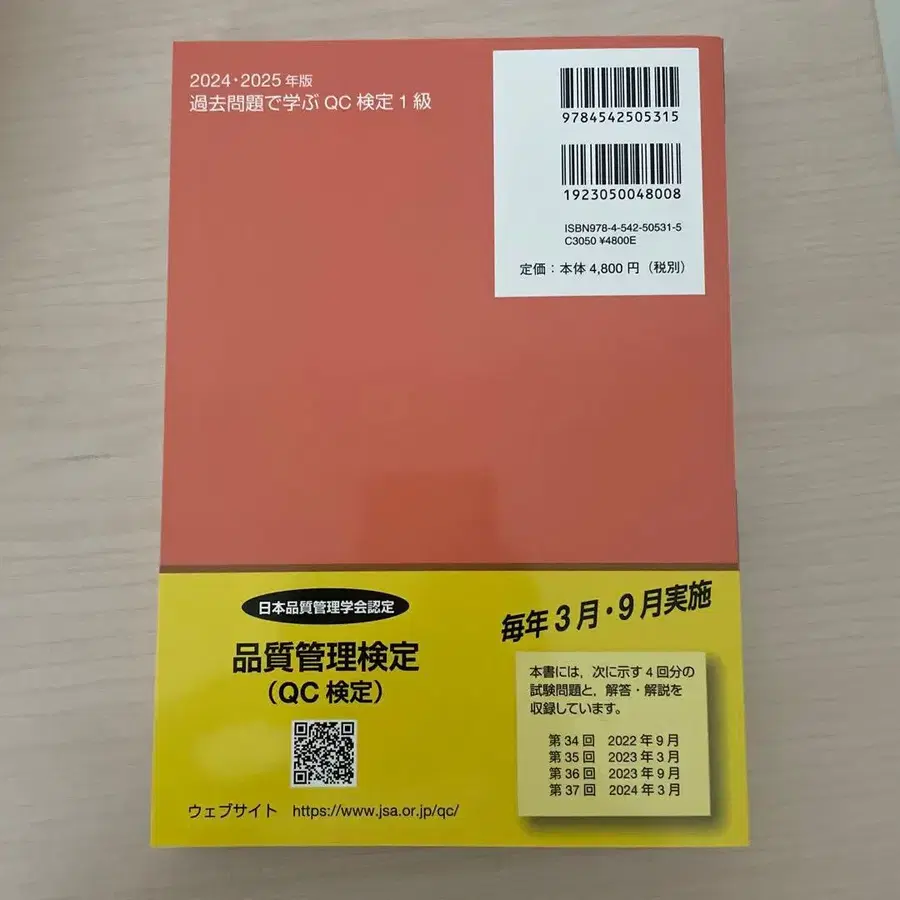 2024・2025年版
過去問題で学ぶQC検定1級
9784542505315
1923050048008
ISBN978-4-542-50531-5
C3050 ¥4800E
定価:本体4,800円(税別)
日本品質管理学会認定
品質管理検定
(QC検定)
ウェブサイト https://www.jsa.or.jp/qc/
毎年3月・9月実施
本書には,次に示す4回分の
試験問題と,解答・解説を
収録しています。
第34回 2022年9月
第35回 2023年3月
第36回 2023年9月
第37回 2024年3月